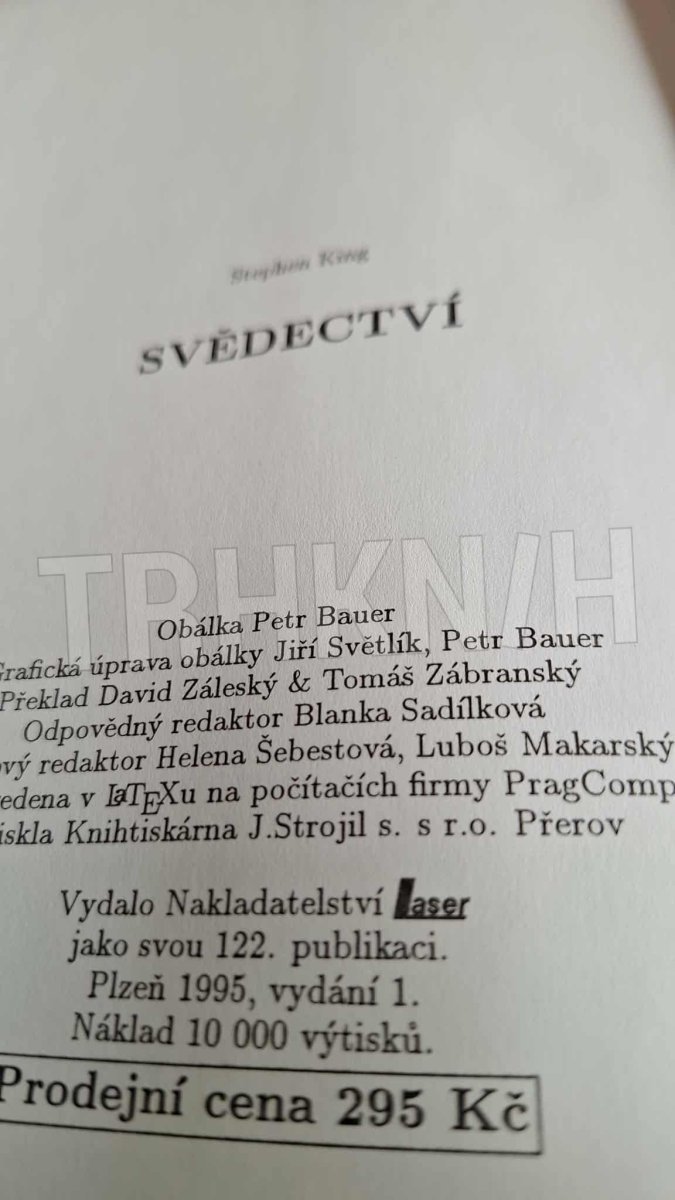 Stephen King
SVĚDECTVÍ
TRHKN/H
Obálka Petr Bauer
Grafická úprava obálky Jiří Světlík, Petr Bauer
Překlad David Záleský & Tomáš Zábranský
Odpovědný redaktor Blanka Sadílková
ový redaktor Helena Šebestová, Luboš Makarský
edena v LaTeXu na počítačích firmy PragComp
iskla Knihtiskárna J.Strojil s. s r.o. Přerov
Vydalo Nakladatelství laser
jako svou 122. publikaci.
Plzeň 1995, vydání 1.
Náklad 10 000 výtisků.
Prodejní cena 295 Kč